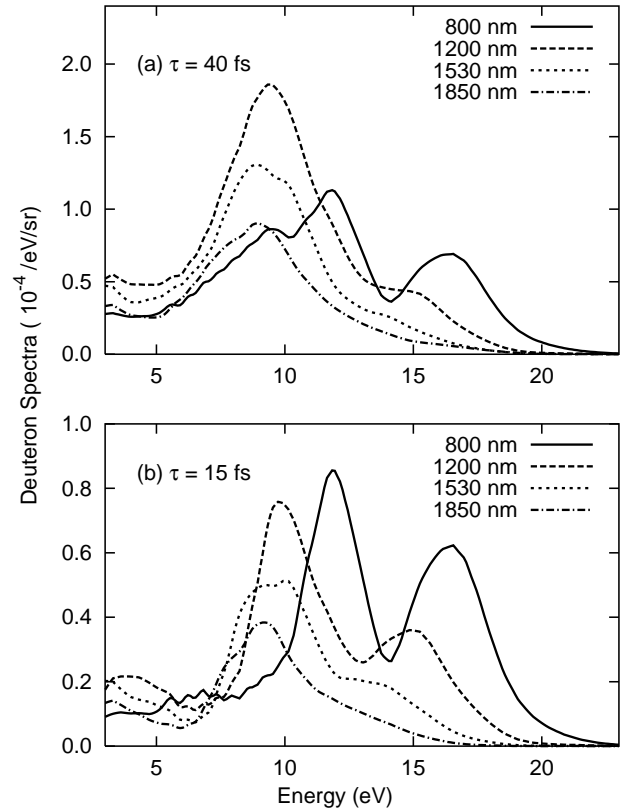 Deuteron Spectra ( 10⁻⁴ /eV/sr)
(a) τ = 40 fs
800 nm
1200 nm
1530 nm
1850 nm
2.0
1.5
1.0
0.5
0.0
5 10 15 20
(b) τ = 15 fs
800 nm
1200 nm
1530 nm
1850 nm
1.0
0.8
0.6
0.4
0.2
0.0
5 10 15 20
Energy (eV)